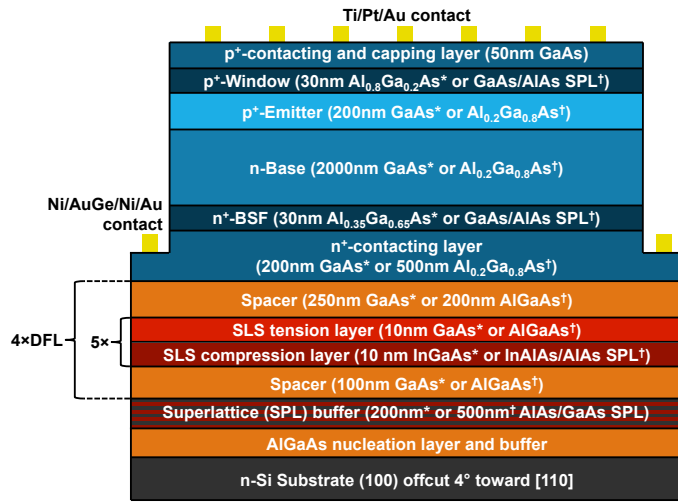 Ti/Pt/Au contact
p⁺-contacting and capping layer (50nm GaAs)
p⁺-Window (30nm Al₀.₈Ga₀.₂As* or GaAs/AlAs SPL†)
p⁺-Emitter (200nm GaAs* or Al₀.₂Ga₀.₈As†)
n-Base (2000nm GaAs* or Al₀.₂Ga₀.₈As†)
Ni/AuGe/Ni/Au
contact
n⁺-BSF (30nm Al₀.₃₅Ga₀.₆₅As* or GaAs/AlAs SPL†)
n⁺-contacting layer
(200nm GaAs* or 500nm Al₀.₂Ga₀.₈As†)
Spacer (250nm GaAs* or 200nm AlGaAs†)
4×DFL
5×
SLS tension layer (10nm GaAs* or AlGaAs†)
SLS compression layer (10 nm InGaAs* or InAlAs/AlAs SPL†)
Spacer (100nm GaAs* or AlGaAs†)
Superlattice (SPL) buffer (200nm* or 500nm† AlAs/GaAs SPL)
AlGaAs nucleation layer and buffer
n-Si Substrate (100) offcut 4° toward [110]